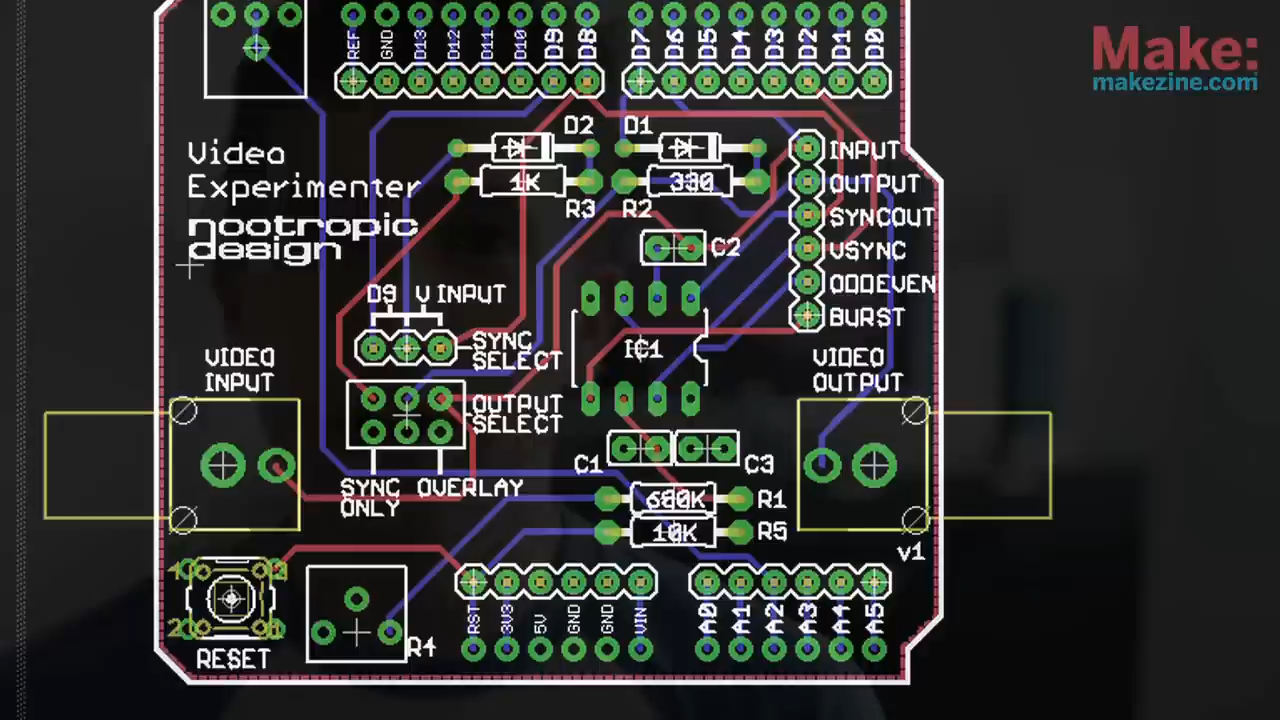 Make:
makezine.com
REF GND D13 D12 D11 D10 D9 D8 D7 D6 D5 D4 D3 D2 D1 D0
D2 D1
INPUT
Video
Experimenter
1K 330
OUTPUT
R3 R2
SYNCOUT
nootropic
design
C2
VSYNC
ODDEVEN
D9 V INPUT
BURST
SYNC
SELECT
IC1
VIDEO
INPUT
VIDEO
OUTPUT
OUTPUT
SELECT
C1 C3
SYNC
ONLY
OVERLAY
680K R1
10K R5
v1
RST 3V3 5V GND GND VIN A0 A1 A2 A3 A4 A5
R4
RESET